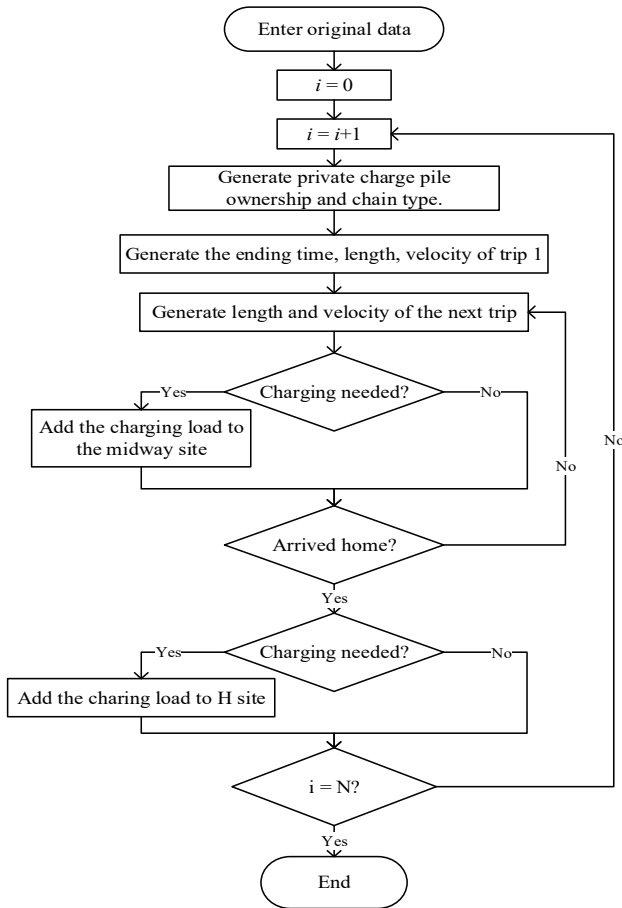 Enter original data
i = 0
i = i+1
Generate private charge pile
ownership and chain type.
Generate the ending time, length, velocity of trip 1
Generate length and velocity of the next trip
Charging needed?
Yes
No
Add the charging load to
the midway site
No
No
Arrived home?
Yes
Charging needed?
Yes
No
Add the charing load to H site
i = N?
Yes
End